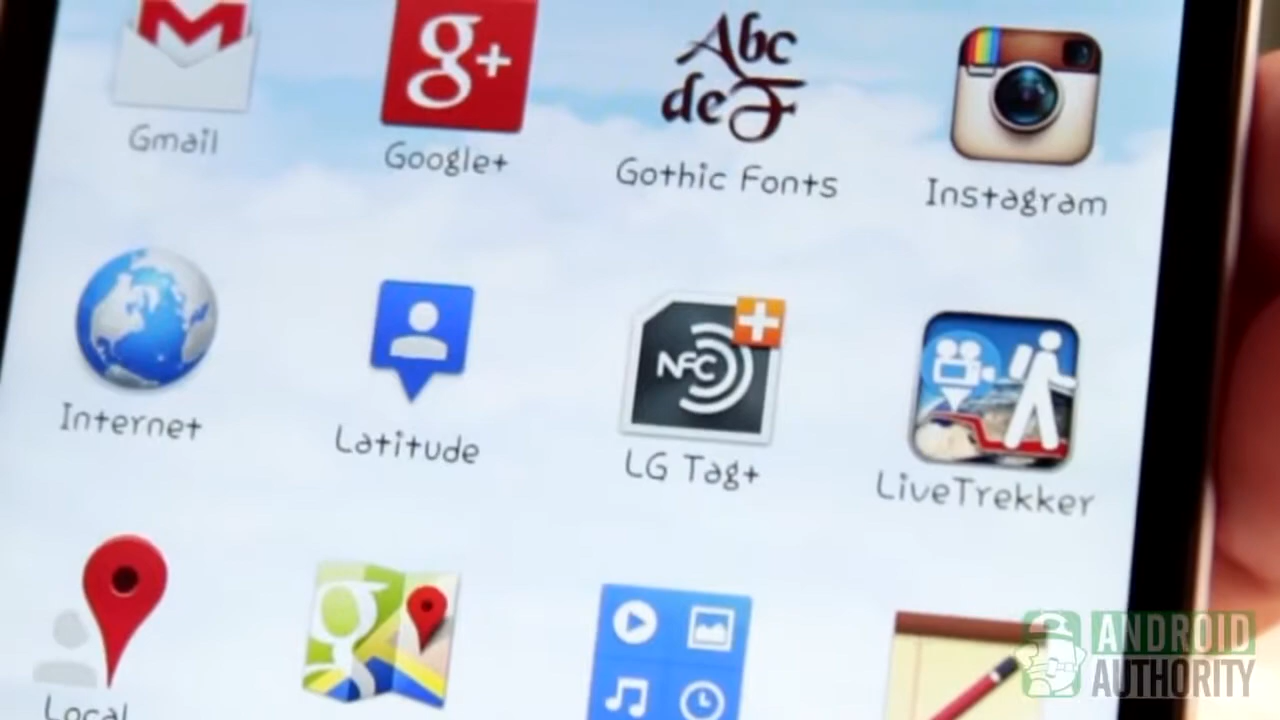 g+
Abc
deF
Gmail
Google+
Gothic Fonts
Instagram
NFC
Internet
Latitude
LG Tag+
LiveTrekker
g
Local
ANDROID
AUTHORITY